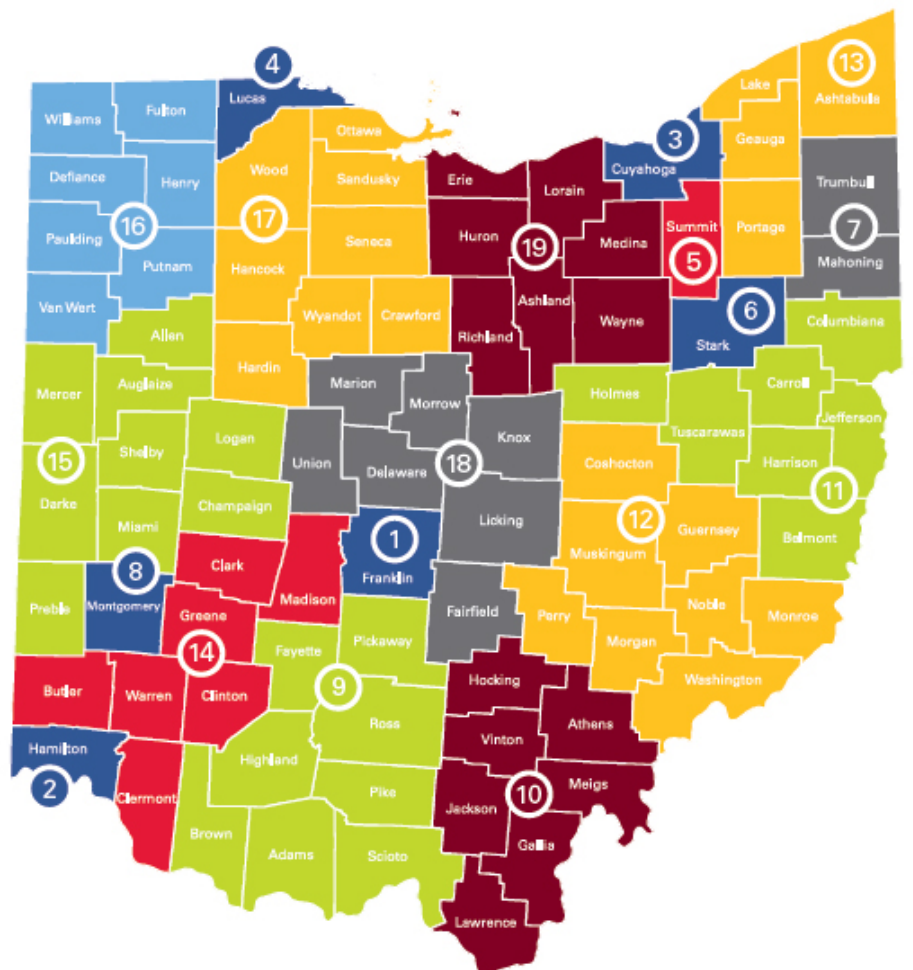 4
13
Lucas
Lake
Ashtabula
Williams
Fulton
Ottawa
3
Geauga
Wood
Cuyahoga
Defiance
Henry
Sandusky
Erie
Lorain
Trumbull
16
17
Summit
Portage
7
Paulding
Seneca
Huron
19
Medina
5
Mahoning
Putnam
Hancock
Ashland
Van Wert
Wyandot
Crawford
Richland
Wayne
6
Columbiana
Allen
Stark
Hardin
Marion
Carroll
Mercer
Auglaize
Morrow
Holmes
Jefferson
Logan
Knox
Tuscarawas
Shelby
Union
Delaware
18
Coshocton
Harrison
15
11
Darke
Champaign
Licking
12
Guernsey
Miami
1
Muskingum
Belmont
8
Clark
Franklin
Preble
Montgomery
Madison
Fairfield
Noble
Greene
Perry
Monroe
Fayette
Pickaway
Morgan
14
Butler
Warren
Clinton
9
Hocking
Washington
Ross
Athens
Hamilton
Highland
Vinton
2
Clermont
Pike
Jackson
10
Meigs
Brown
Adams
Scioto
Gallia
Lawrence